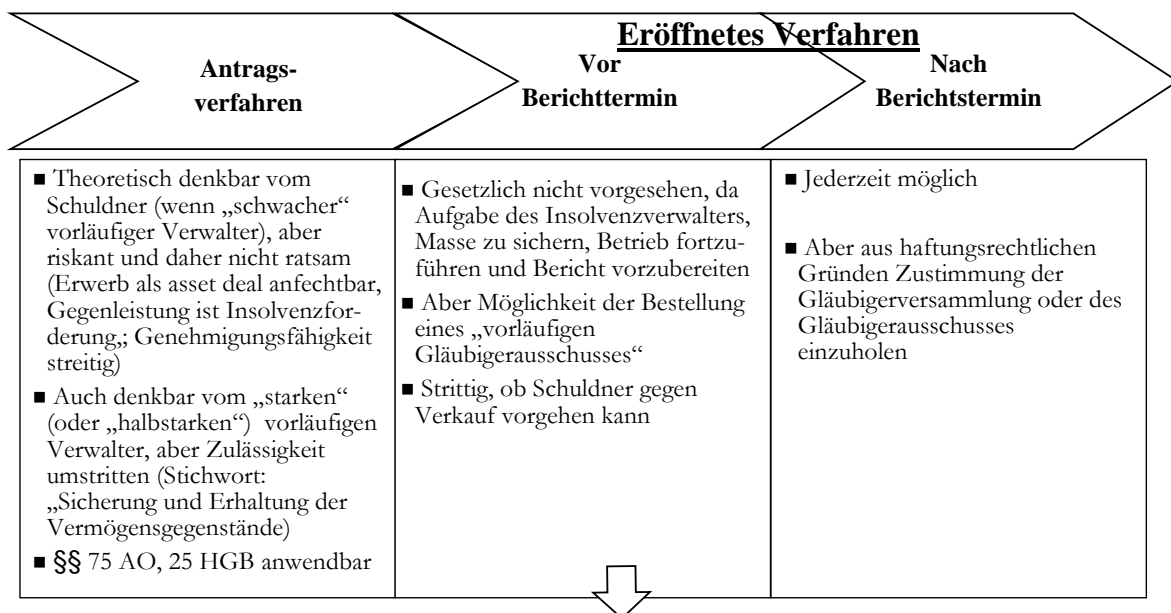 Eröffnetes Verfahren
Antrags-
verfahren
Vor
Berichttermin
Nach
Berichtstermin
■ Theoretisch denkbar vom
Schuldner (wenn „schwacher“
vorläufiger Verwalter), aber
riskant und daher nicht ratsam
(Erwerb als asset deal anfechtbar,
Gegenleistung ist Insolvenzfor-
derung,; Genehmigungsfähigkeit
streitig)
■ Auch denkbar vom „starken“
(oder „halbstarken“) vorläufigen
Verwalter, aber Zulässigkeit
umstritten (Stichwort:
„Sicherung und Erhaltung der
Vermögensgegenstände)
■ §§ 75 AO, 25 HGB anwendbar
■ Gesetzlich nicht vorgesehen, da
Aufgabe des Insolvenzverwalters,
Masse zu sichern, Betrieb fortzu-
führen und Bericht vorzubereiten
■ Aber Möglichkeit der Bestellung
eines „vorläufigen
Gläubigerausschusses“
■ Strittig, ob Schuldner gegen
Verkauf vorgehen kann
■ Jederzeit möglich
■ Aber aus haftungsrechtlichen
Gründen Zustimmung der
Gläubigerversammlung oder des
Gläubigerausschusses
einzuholen